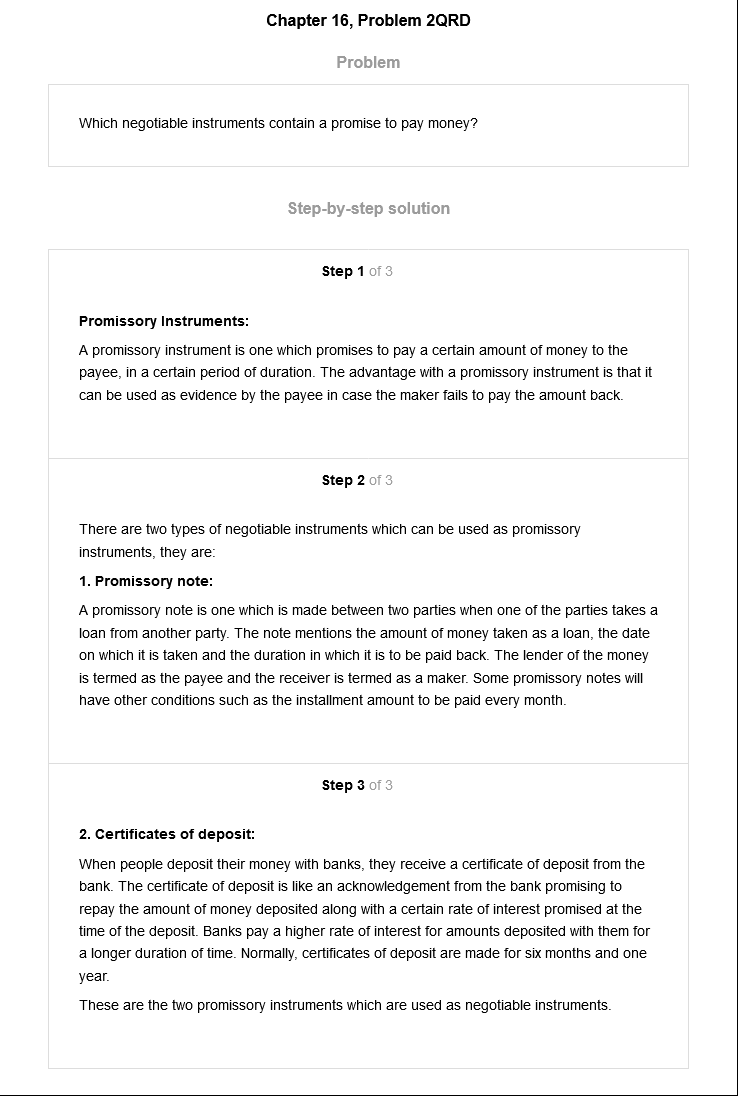 Chapter 16, Problem 2QRD
Problem
Which negotiable instruments contain a promise to pay money?
Step-by-step solution
Step 1 of 3
Promissory Instruments:
A promissory instrument is one which promises to pay a certain amount of money to the
payee, in a certain period of duration. The advantage with a promissory instrument is that it
can be used as evidence by the payee in case the maker fails to pay the amount back.
Step 2 of 3
There are two types of negotiable instruments which can be used as promissory
instruments, they are:
1. Promissory note:
A promissory note is one which is made between two parties when one of the parties takes a
loan from another party. The note mentions the amount of money taken as a loan, the date
on which it is taken and the duration in which it is to be paid back. The lender of the money
is termed as the payee and the receiver is termed as a maker. Some promissory notes will
have other conditions such as the installment amount to be paid every month.
Step 3 of 3
2. Certificates of deposit:
When people deposit their money with banks, they receive a certificate of deposit from the
bank. The certificate of deposit is like an acknowledgement from the bank promising to
repay the amount of money deposited along with a certain rate of interest promised at the
time of the deposit. Banks pay a higher rate of interest for amounts deposited with them for
a longer duration of time. Normally, certificates of deposit are made for six months and one
year.
These are the two promissory instruments which are used as negotiable instruments.